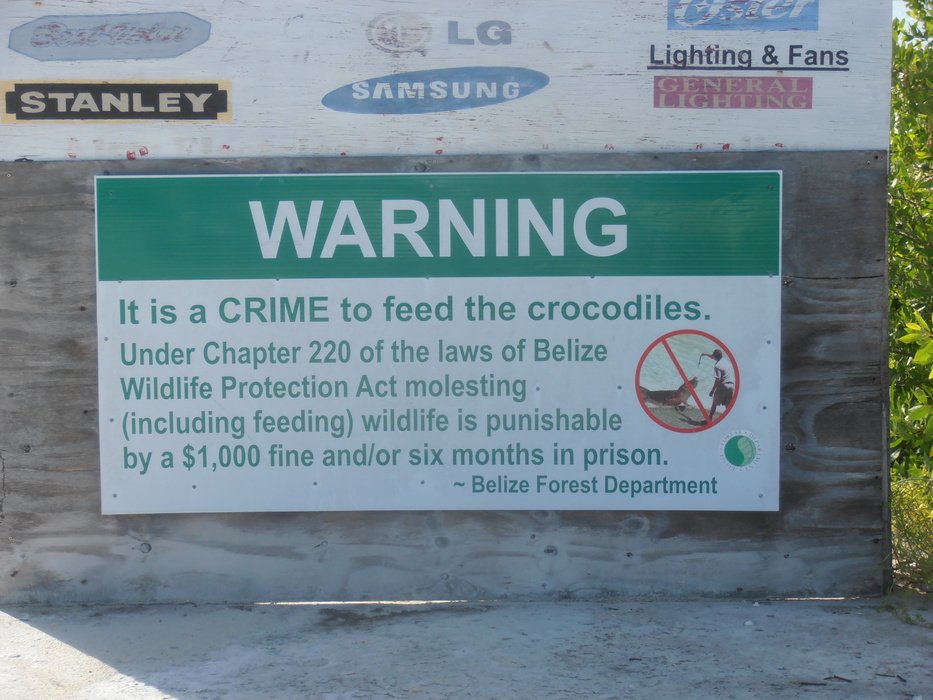 LG
Oster
STANLEY
SAMSUNG
Lighting & Fans
GENERAL
LIGHTING
WARNING
It is a CRIME to feed the crocodiles.
Under Chapter 220 of the laws of Belize
Wildlife Protection Act molesting
(including feeding) wildlife is punishable
by a $1,000 fine and/or six months in prison.
~ Belize Forest Department